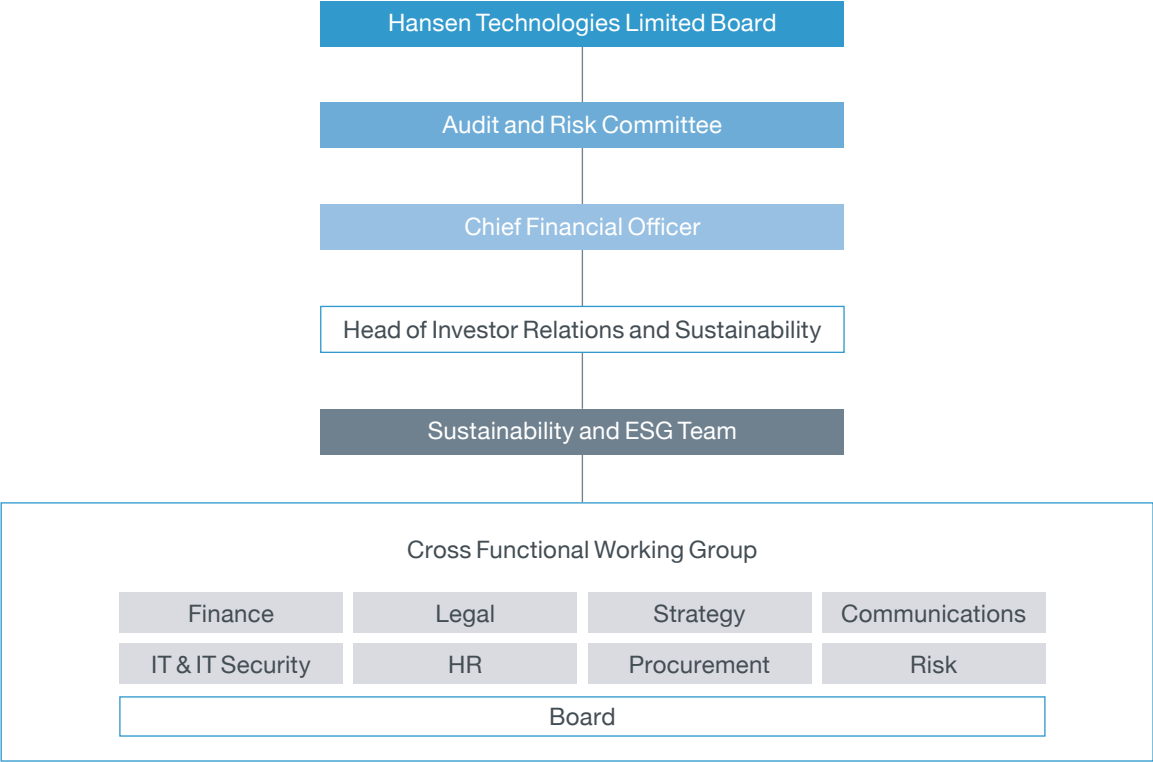 Hansen Technologies Limited Board
Audit and Risk Committee
Chief Financial Officer
Head of Investor Relations and Sustainability
Sustainability and ESG Team
Cross Functional Working Group
Finance
Legal
Strategy
Communications
IT & IT Security
HR
Procurement
Risk
Board